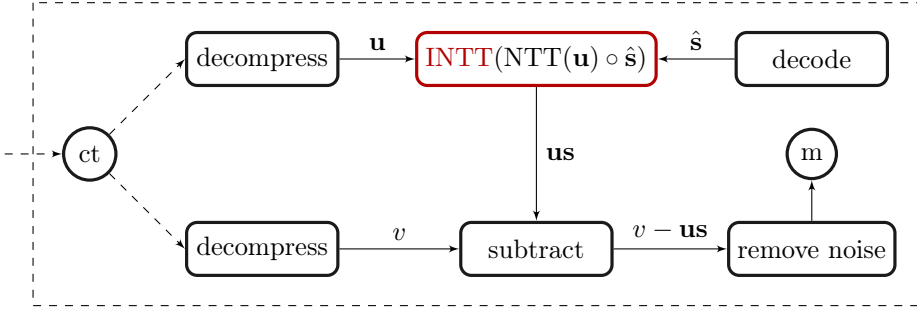 decompress
u
INTT(NTT(u) ∘ ŝ)
ŝ
decode
ct
us
m
decompress
v
subtract
v − us
remove noise